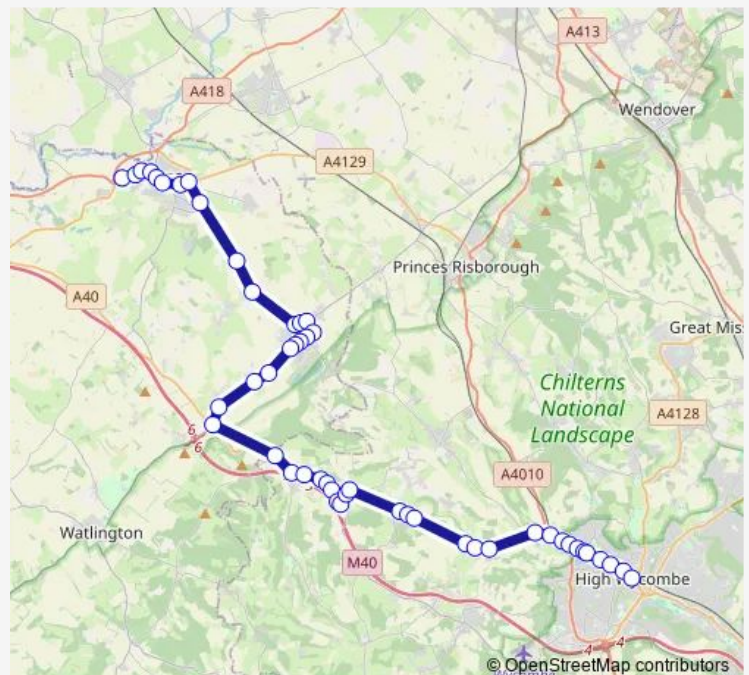 A413
A418
Wendover
A4129
Princes Risborough
A40
Great Mis
Chilterns
National
Landscape
A4128
6
6
A4010
Watlington
High W combe
M40
4
4
© OpenStreetMap contributors